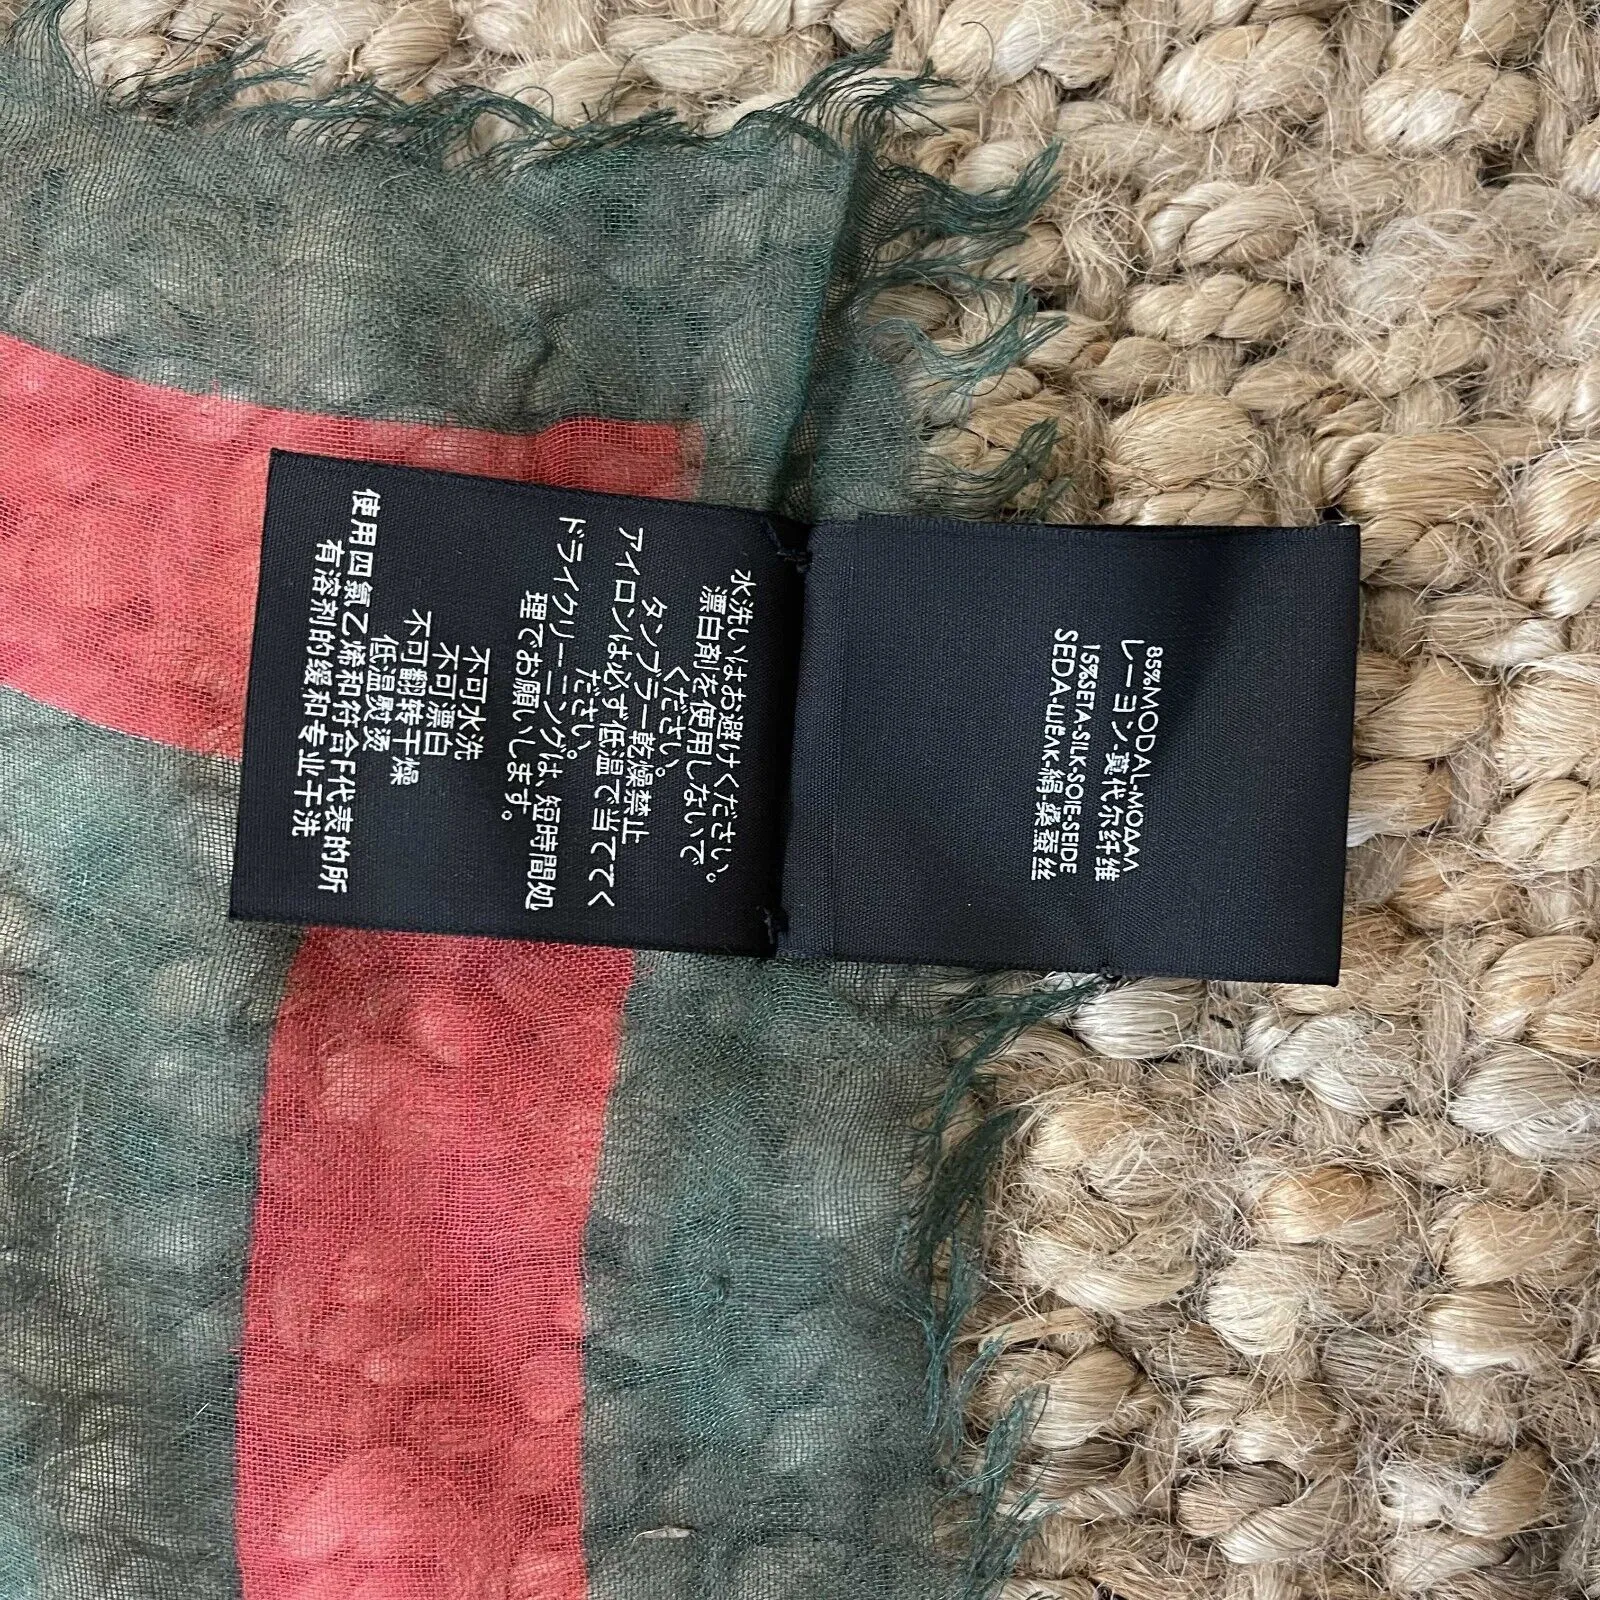 水洗いはお避けください。
漂白剤を使用しないで
ください。
タンブラー乾燥禁止
アイロンは必ず低温で当ててく
ださい。
ドライクリーニングは、短時間処
理でお願いします。
不可水洗
不可漂白
不可翻转干燥
低温熨烫
使用四氯乙烯和符合F代表的所
有溶剂的缓和专业干洗
85%MODAL-МОДАЛ
レーヨン-莫代尔纤维
15%SETA-SILK-SOIE-SEIDE
SEDA-ШЁЛК-絹-桑蚕丝